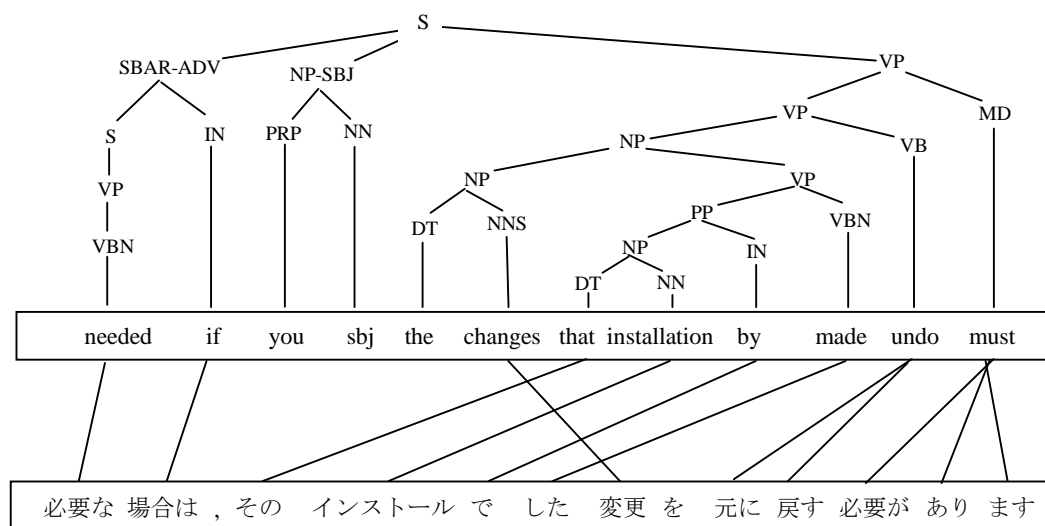 S
SBAR-ADV NP-SBJ VP
S IN PRP NN NP VP VB MD
VP NP VP
DT NNS PP VBN
VBN NP IN
DT NN
needed if you sbj the changes that installation by made undo must
必要な 場合は , その インストール で した 変更 を 元に 戻す 必要が あり ます